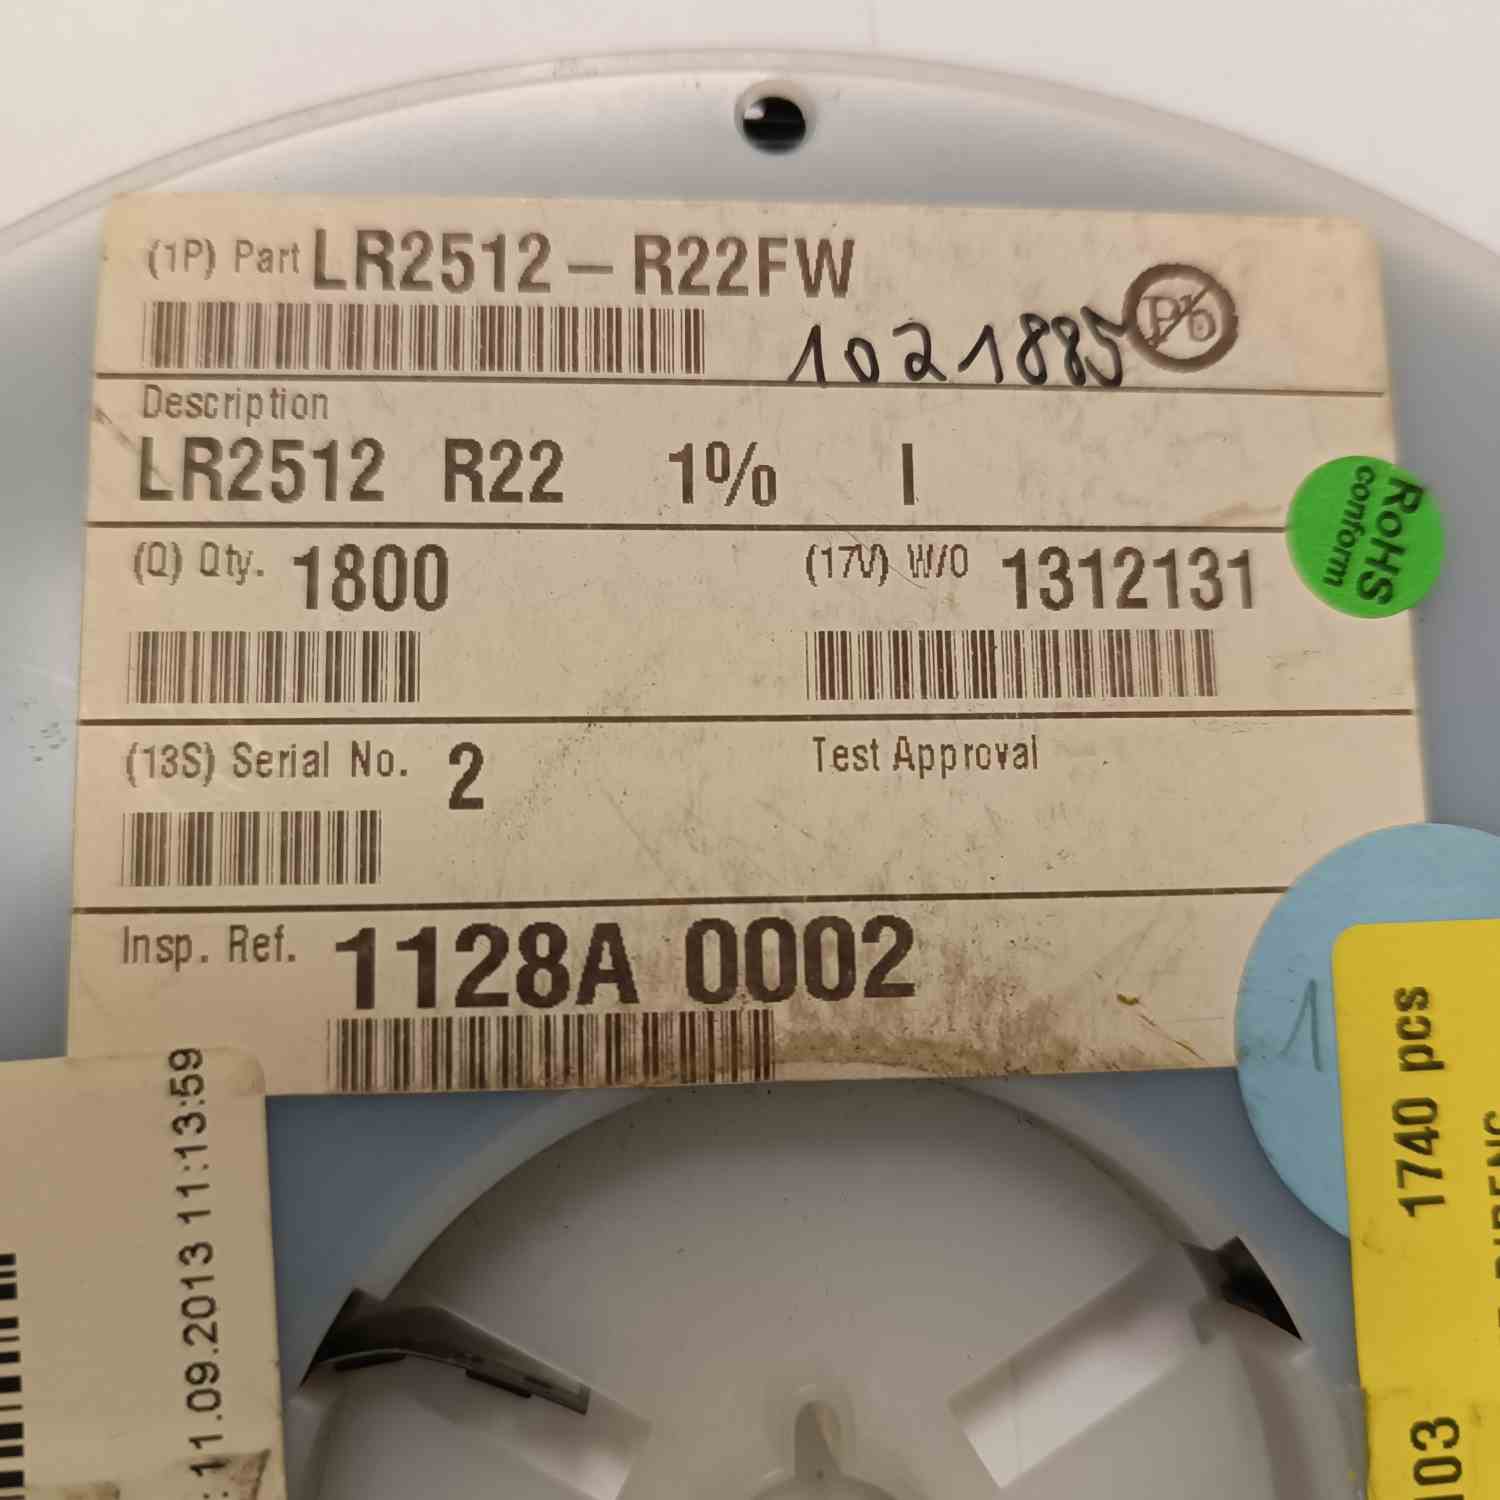 (1P) Part LR2512-R22FW
1021885
Pb
Description
LR2512 R22 1% I
(Q) Qty. 1800
(17V) W/O 1312131
RoHS
conform
(13S) Serial No. 2
Test Approval
Insp. Ref. 1128A 0002
1
: 11.09.2013 11:13:59
1740 pcs